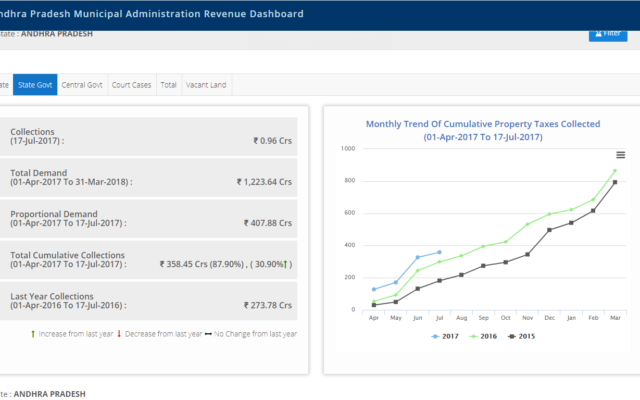 ndhra Pradesh Municipal Administration Revenue Dashboard
state : ANDHRA PRADESH
Filter
ate State Govt Central Govt Court Cases Total Vacant Land
Collections
(17-Jul-2017) : ₹ 0.96 Crs
Total Demand
(01-Apr-2017 To 31-Mar-2018) : ₹ 1,223.64 Crs
Proportional Demand
(01-Apr-2017 To 17-Jul-2017) : ₹ 407.88 Crs
Total Cumulative Collections
(01-Apr-2017 To 17-Jul-2017) : ₹ 358.45 Crs (87.90%) , ( 30.90%⬆ )
Last Year Collections
(01-Apr-2016 To 17-Jul-2016) : ₹ 273.78 Crs
Increase from last year Decrease from last year No Change from last year
Monthly Trend Of Cumulative Property Taxes Collected
(01-Apr-2017 To 17-Jul-2017)
1000
800
600
400
200
0
Apr May Jun Jul Aug Sep Oct Nov Dec Jan Feb Mar
2017 2016 2015
te : ANDHRA PRADESH